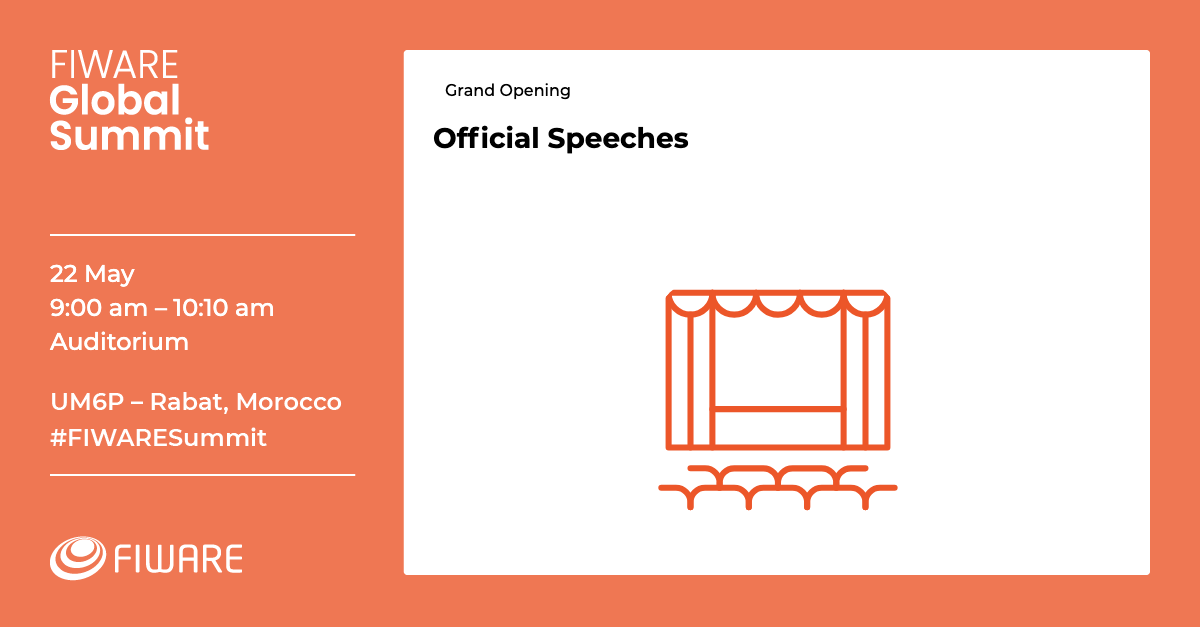 FIWARE
Global
Summit
22 May
9:00 am – 10:10 am
Auditorium
UM6P – Rabat, Morocco
#FIWARESummit
FIWARE
Grand Opening
Official Speeches